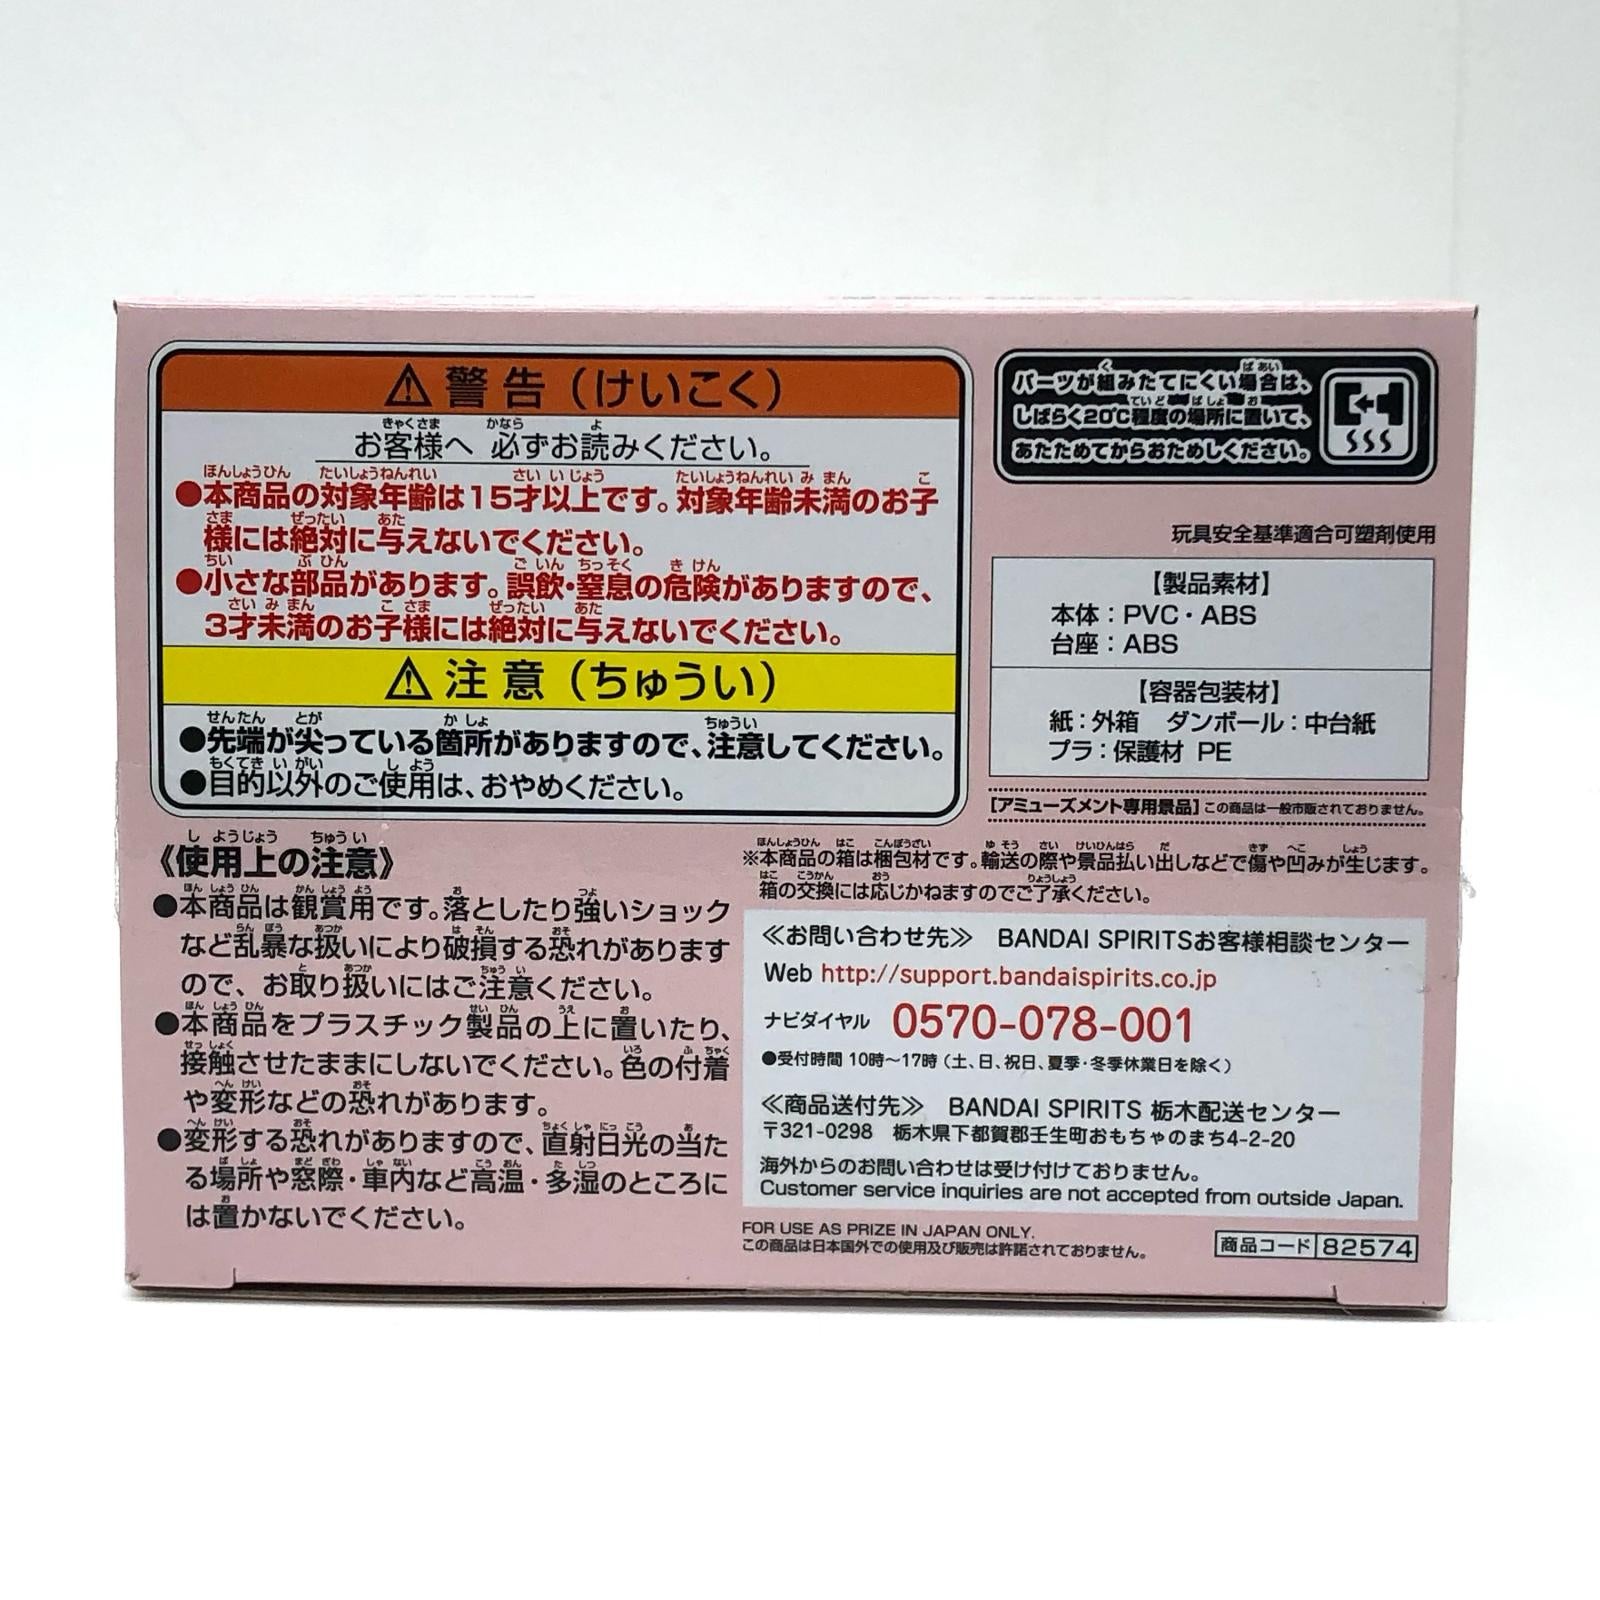 ⚠警告（けいこく）
お客様へ 必ずお読みください。
●本商品の対象年齢は15才以上です。対象年齢未満のお子
様には絶対に与えないでください。
●小さな部品があります。誤飲・窒息の危険がありますので、
3才未満のお子様には絶対に与えないでください。
⚠注意（ちゅうい）
●先端が尖っている箇所がありますので、注意してください。
●目的以外のご使用は、おやめください。
《使用上の注意》
●本商品は観賞用です。落としたり強いショック
など乱暴な扱いにより破損する恐れがあります
ので、お取り扱いにはご注意ください。
●本商品をプラスチック製品の上に置いたり、
接触させたままにしないでください。色の付着
や変形などの恐れがあります。
●変形する恐れがありますので、直射日光の当た
る場所や窓際・車内など高温・多湿のところに
は置かないでください。
パーツが組みたてにくい場合は、
しばらく20℃程度の場所に置いて、
あたためてからおためしください。
玩具安全基準適合可塑剤使用
【製品素材】
本体：PVC・ABS
台座：ABS
【容器包装材】
紙：外箱 ダンボール：中台紙
プラ：保護材 PE
【アミューズメント専用景品】この商品は一般市販されておりません。
※本商品の箱は梱包材です。輸送の際や景品払い出しなどで傷や凹みが生じます。
箱の交換には応じかねますのでご了承ください。
≪お問い合わせ先≫ BANDAI SPIRITSお客様相談センター
Web http://support.bandaispirits.co.jp
ナビダイヤル 0570-078-001
●受付時間 10時～17時（土、日、祝日、夏季・冬季休業日を除く）
≪商品送付先≫ BANDAI SPIRITS 栃木配送センター
〒321-0298 栃木県下都賀郡壬生町おもちゃのまち4-2-20
海外からのお問い合わせは受け付けておりません。
Customer service inquiries are not accepted from outside Japan.
FOR USE AS PRIZE IN JAPAN ONLY.
この商品は日本国外での使用及び販売は許諾されておりません。
商品コード 82574